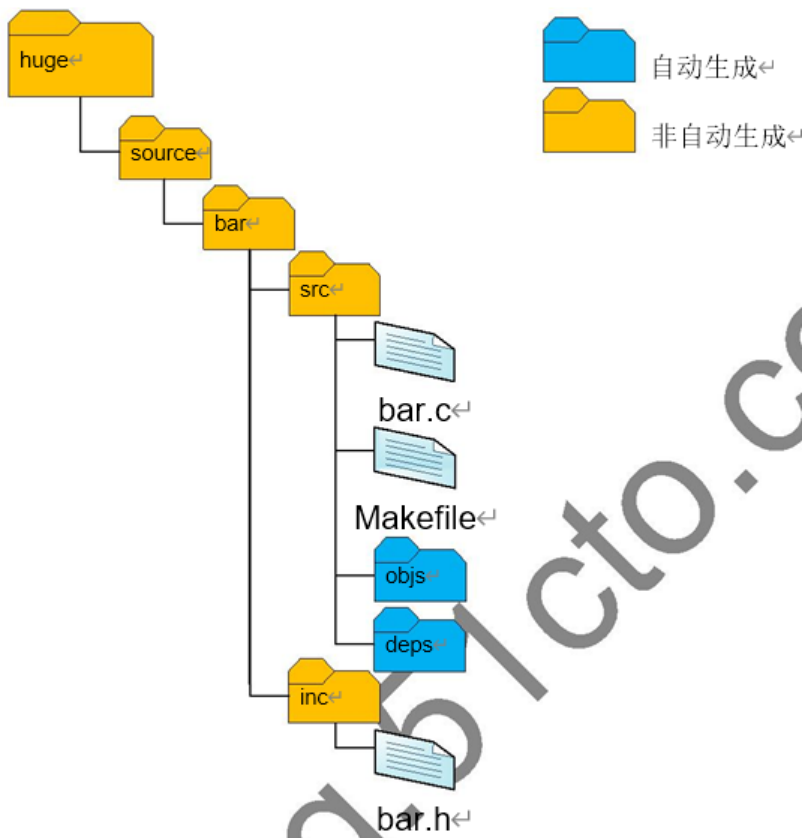 huge
自动生成
source
非自动生成
bar
src
bar.c
Makefile
objs
deps
inc
bar.h